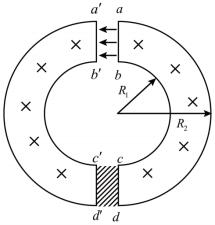 a′ a
b′ b
R₁
R₂
c′ c
d′ d